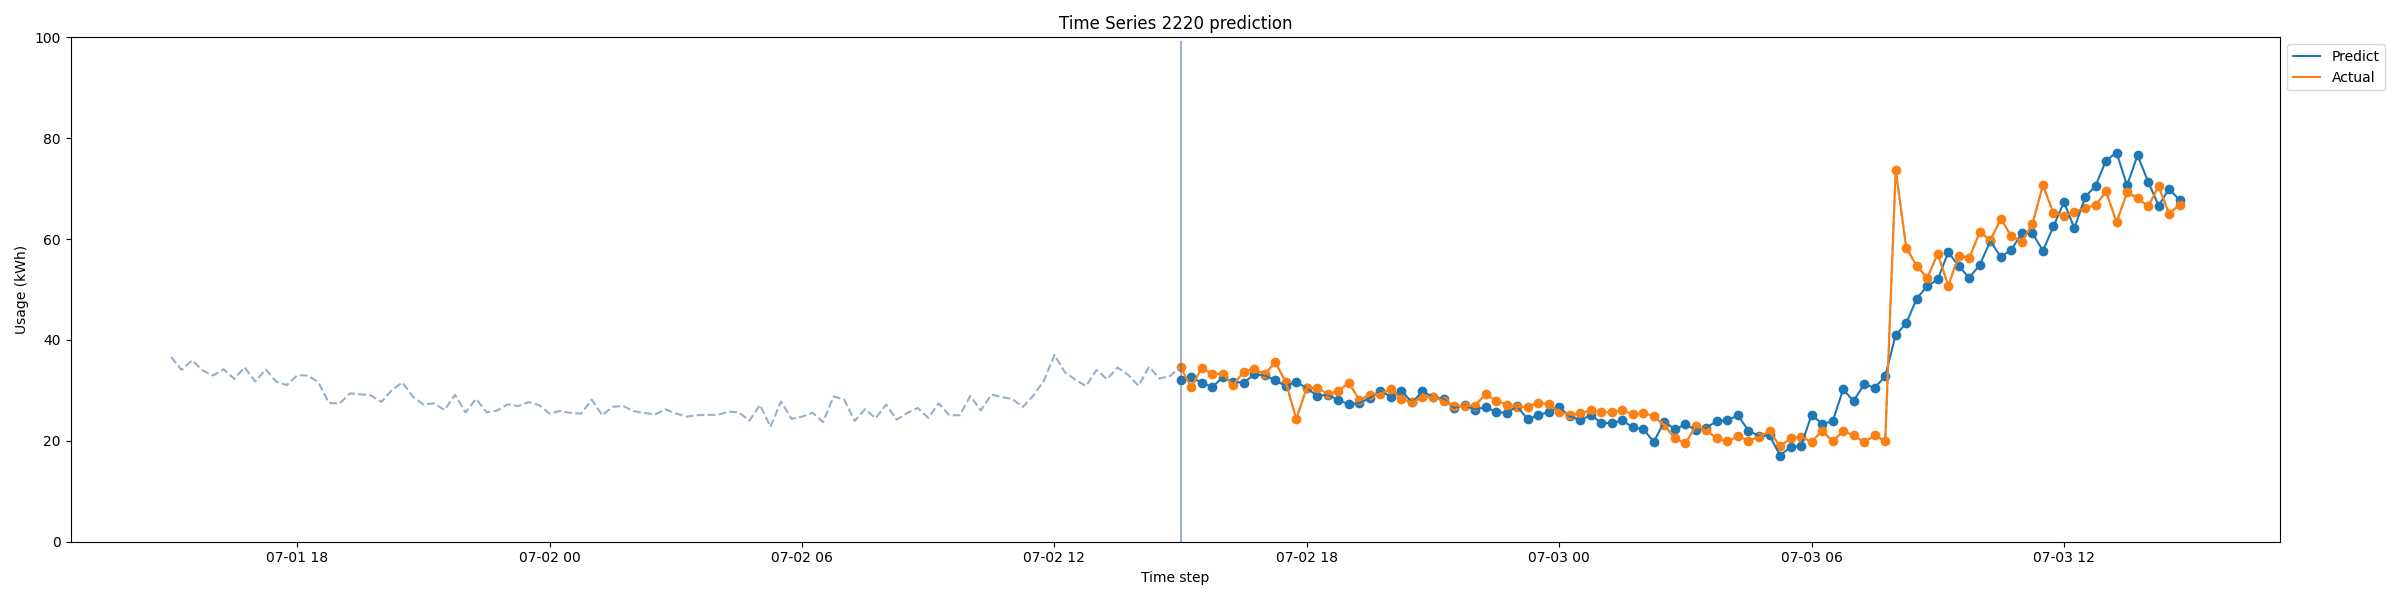 Time Series 2220 prediction
100
80
60
40
20
0
Usage (kWh)
07-01 18
07-02 00
07-02 06
07-02 12
07-02 18
07-03 00
07-03 06
07-03 12
Time step
Predict
Actual